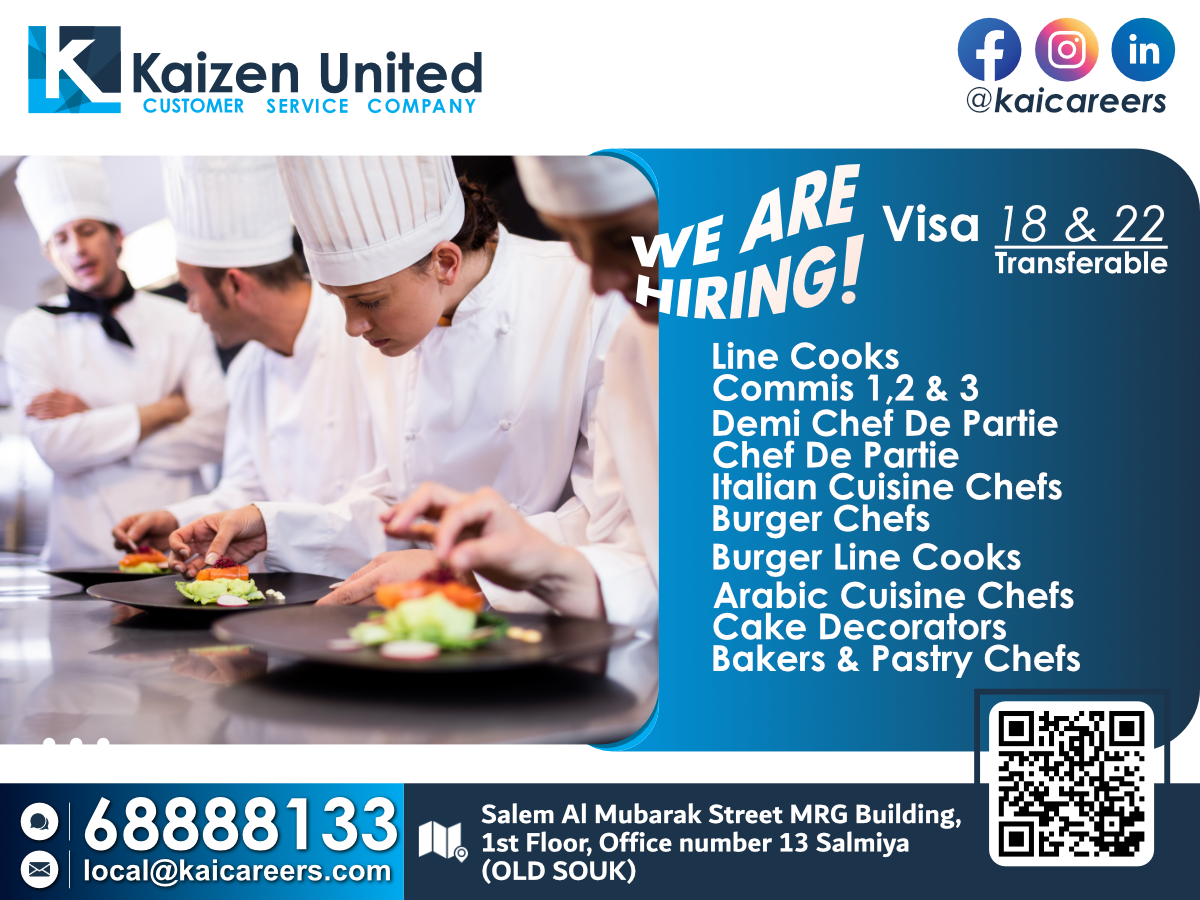 K
Kaizen United
CUSTOMER SERVICE COMPANY
f
in
@kaicareers
WE ARE
HIRING!
Visa 18 & 22
Transferable
Line Cooks
Commis 1,2 & 3
Demi Chef De Partie
Chef De Partie
Italian Cuisine Chefs
Burger Chefs
Burger Line Cooks
Arabic Cuisine Chefs
Cake Decorators
Bakers & Pastry Chefs
68888133
local@kaicareers.com
Salem Al Mubarak Street MRG Building,
1st Floor, Office number 13 Salmiya
(OLD SOUK)